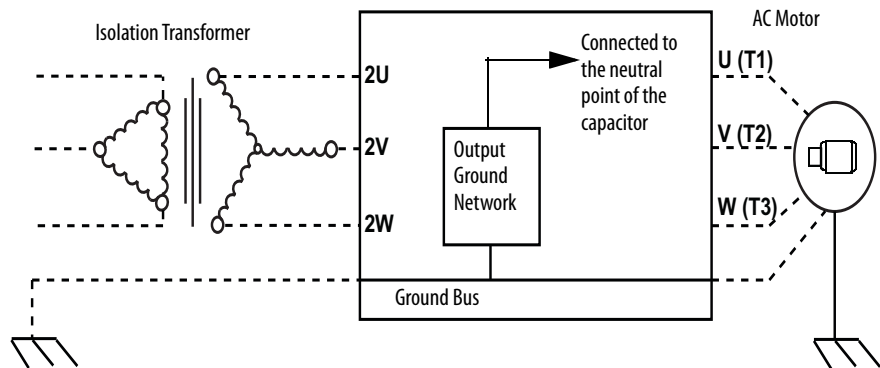 Isolation Transformer
AC Motor
Connected to
the neutral
point of the
capacitor
2U
2V
2W
Output
Ground
Network
U (T1)
V (T2)
W (T3)
Ground Bus